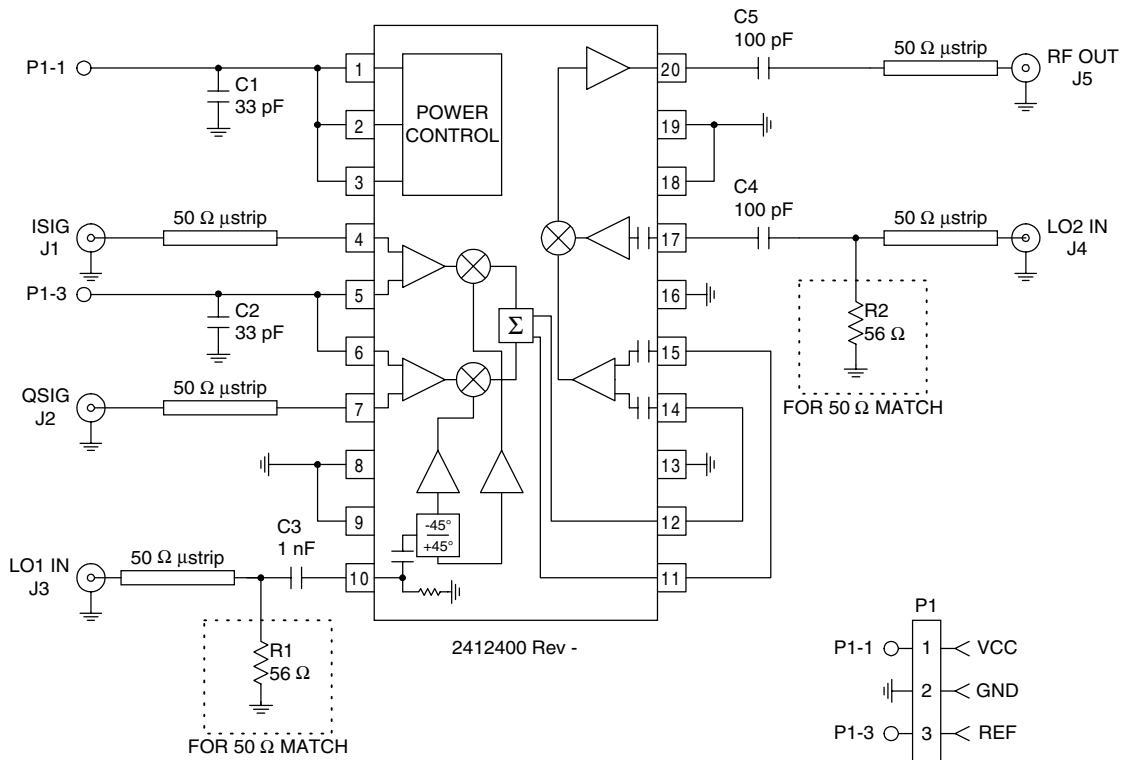 P1-1
C1
33 pF
1
2
3
POWER
CONTROL
ISIG
J1
50 Ω μstrip
4
P1-3
C2
33 pF
5
6
QSIG
J2
50 Ω μstrip
7
8
9
LO1 IN
J3
50 Ω μstrip
C3
1 nF
10
R1
56 Ω
FOR 50 Ω MATCH
Σ
-45°
+45°
2412400 Rev -
20
C5
100 pF
50 Ω μstrip
RF OUT
J5
19
18
17
C4
100 pF
50 Ω μstrip
LO2 IN
J4
16
R2
56 Ω
FOR 50 Ω MATCH
15
14
13
12
11
P1
P1-1
1
VCC
2
GND
P1-3
3
REF